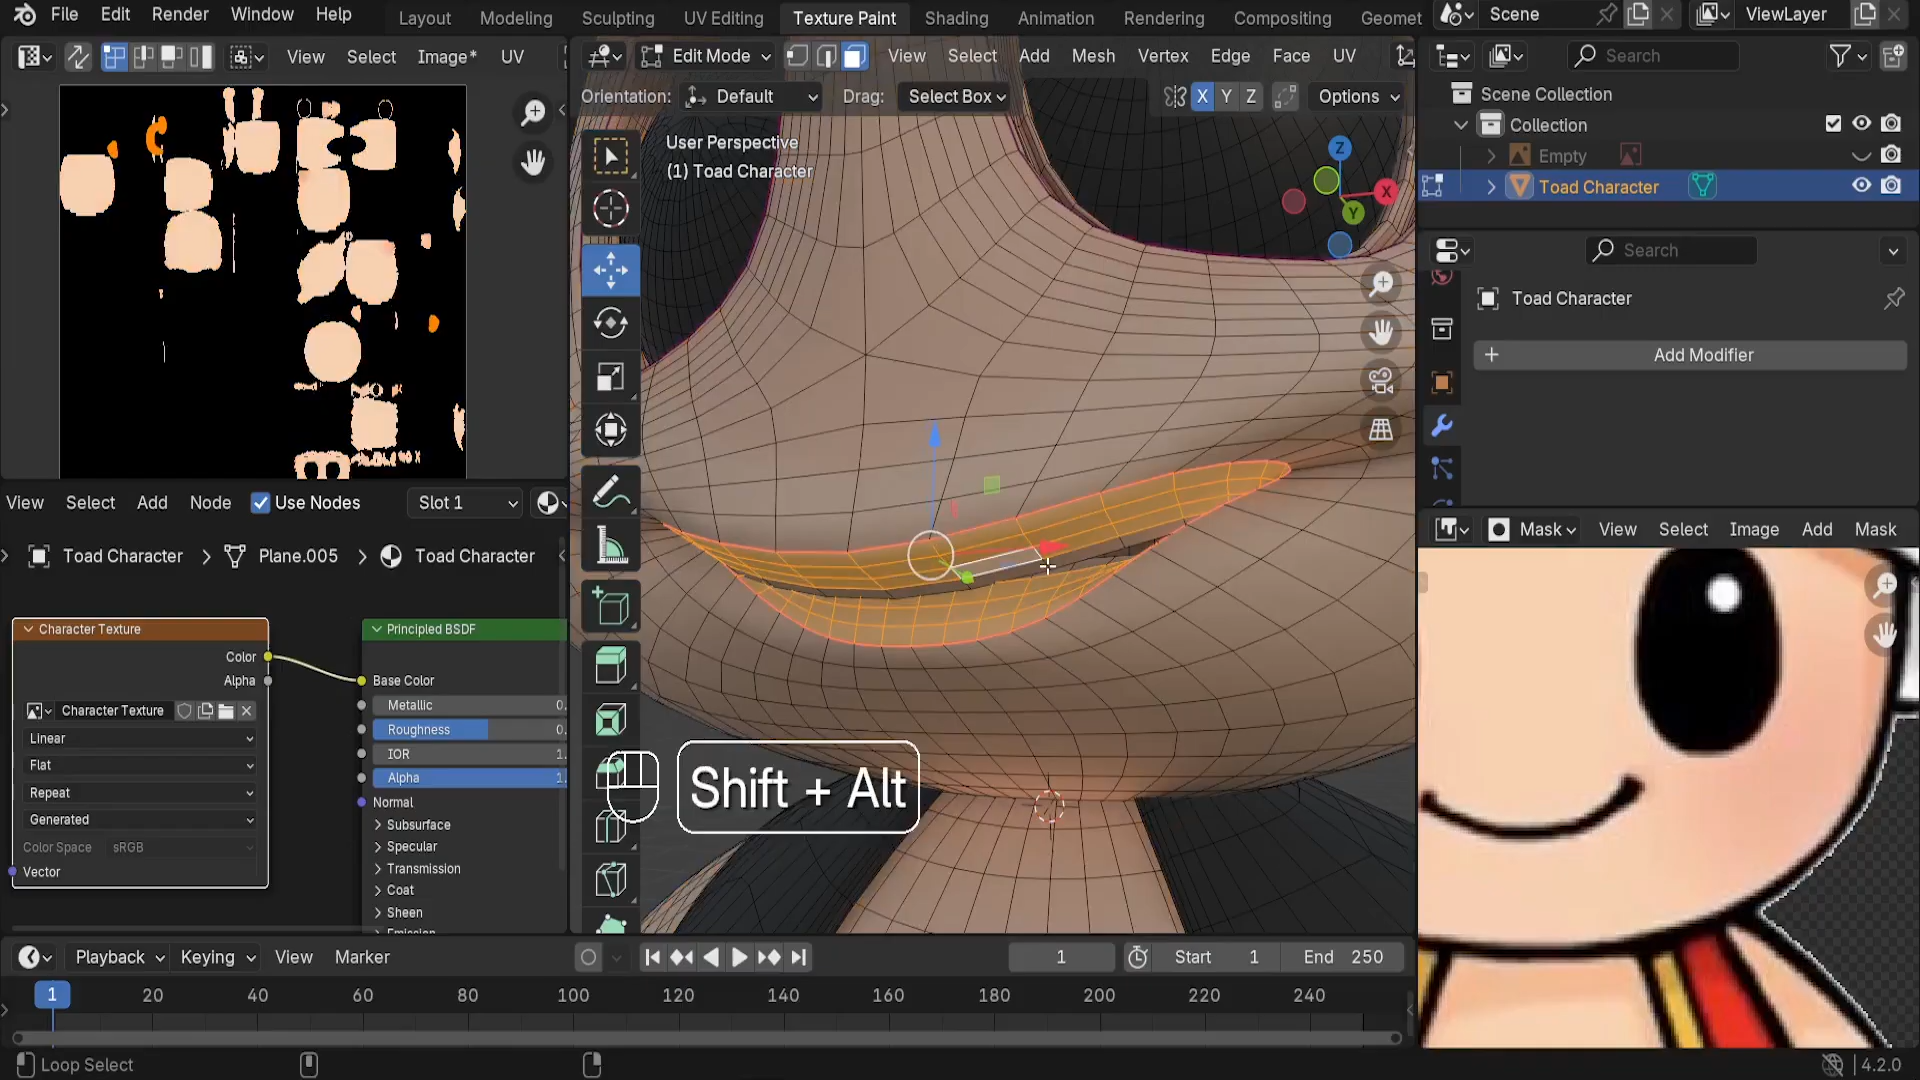 File Edit Render Window Help Layout Modeling Sculpting UV Editing Texture Paint Shading Animation Rendering Compositing Geomet Scene ViewLayer
View Select Image* UV
Edit Mode View Select Add Mesh Vertex Edge Face UV
Search
Orientation: Default Drag: Select Box X Y Z Options
Scene Collection
Collection
Empty
Toad Character
User Perspective
(1) Toad Character
Z
X
Y
Search
Toad Character
Add Modifier
View Select Add Node Use Nodes Slot 1
Toad Character Plane.005 Toad Character
Mask View Select Image Add Mask
Character Texture
Color
Alpha
Character Texture
Linear
Flat
Repeat
Generated
Color Space sRGB
Vector
Principled BSDF
Base Color
Metallic 0.
Roughness 0.
IOR 1.
Alpha 1.
Normal
Subsurface
Specular
Transmission
Coat
Sheen
Shift + Alt
Playback Keying View Marker 1 Start 1 End 250
1 20 40 60 80 100 120 140 160 180 200 220 240
Loop Select 4.2.0